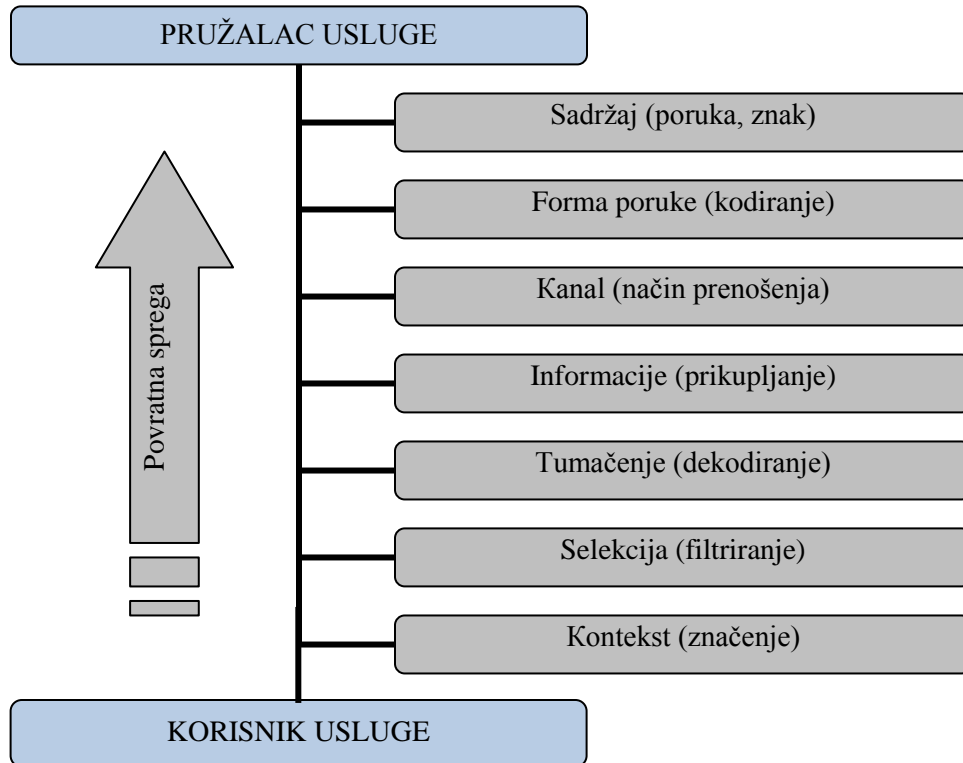 PRUŽALAC USLUGE
Sadržaj (poruka, znak)
Forma poruke (kodiranje)
Kanal (način prenošenja)
Informacije (prikupljanje)
Povratna sprega
Tumačenje (dekodiranje)
Selekcija (filtriranje)
Kontekst (značenje)
KORISNIK USLUGE